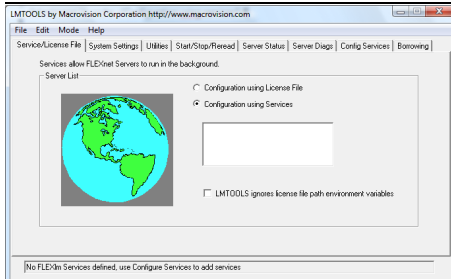 LMTOOLS by Macrovision Corporation http://www.macrovision.com
File Edit Mode Help
Service/License File System Settings Utilities Start/Stop/Reread Server Status Server Diags Config Services Borrowing
Services allow FLEXnet Servers to run in the background.
Server List
Configuration using License File
Configuration using Services
LMTOOLS ignores license file path environment variables
No FLEXlm Services defined, use Configure Services to add services